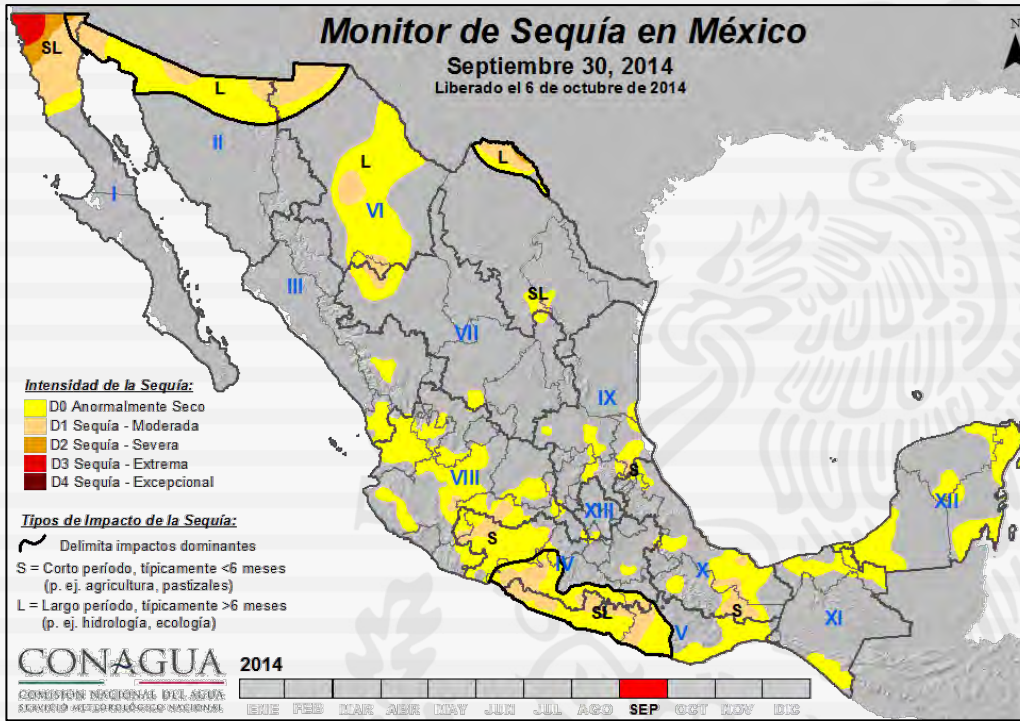 Monitor de Sequía en México
Septiembre 30, 2014
Liberado el 6 de octubre de 2014
N
SL
L
II
L
L
I
VI
III
SL
VII
IX
Intensidad de la Sequía:
D0 Anormalmente Seco
D1 Sequía - Moderada
D2 Sequía - Severa
D3 Sequía - Extrema
D4 Sequía - Excepcional
S
VIII
XII
XIII
Tipos de Impacto de la Sequía:
Delimita impactos dominantes
S = Corto período, típicamente <6 meses
(p. ej. agricultura, pastizales)
L = Largo período, típicamente >6 meses
(p. ej. hidrología, ecología)
S
IV
X
SL
S
V
XI
CONAGUA
COMISIÓN NACIONAL DEL AGUA
SERVICIO METEOROLÓGICO NACIONAL
2014
ENE FEB MAR ABR MAY JUN JUL AGO SEP OCT NOV DIC